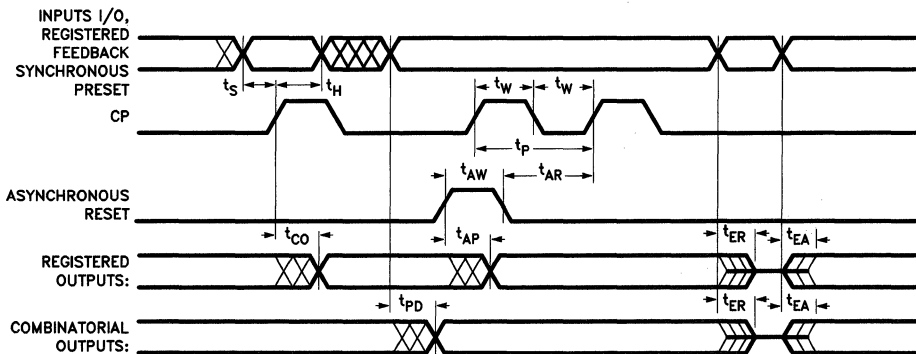 INPUTS I/O,
REGISTERED
FEEDBACK
SYNCHRONOUS
PRESET
tS
tH
tW
tW
CP
tP
tAW
tAR
ASYNCHRONOUS
RESET
tCO
tAP
tER
tEA
REGISTERED
OUTPUTS:
tPD
tER
tEA
COMBINATORIAL
OUTPUTS: